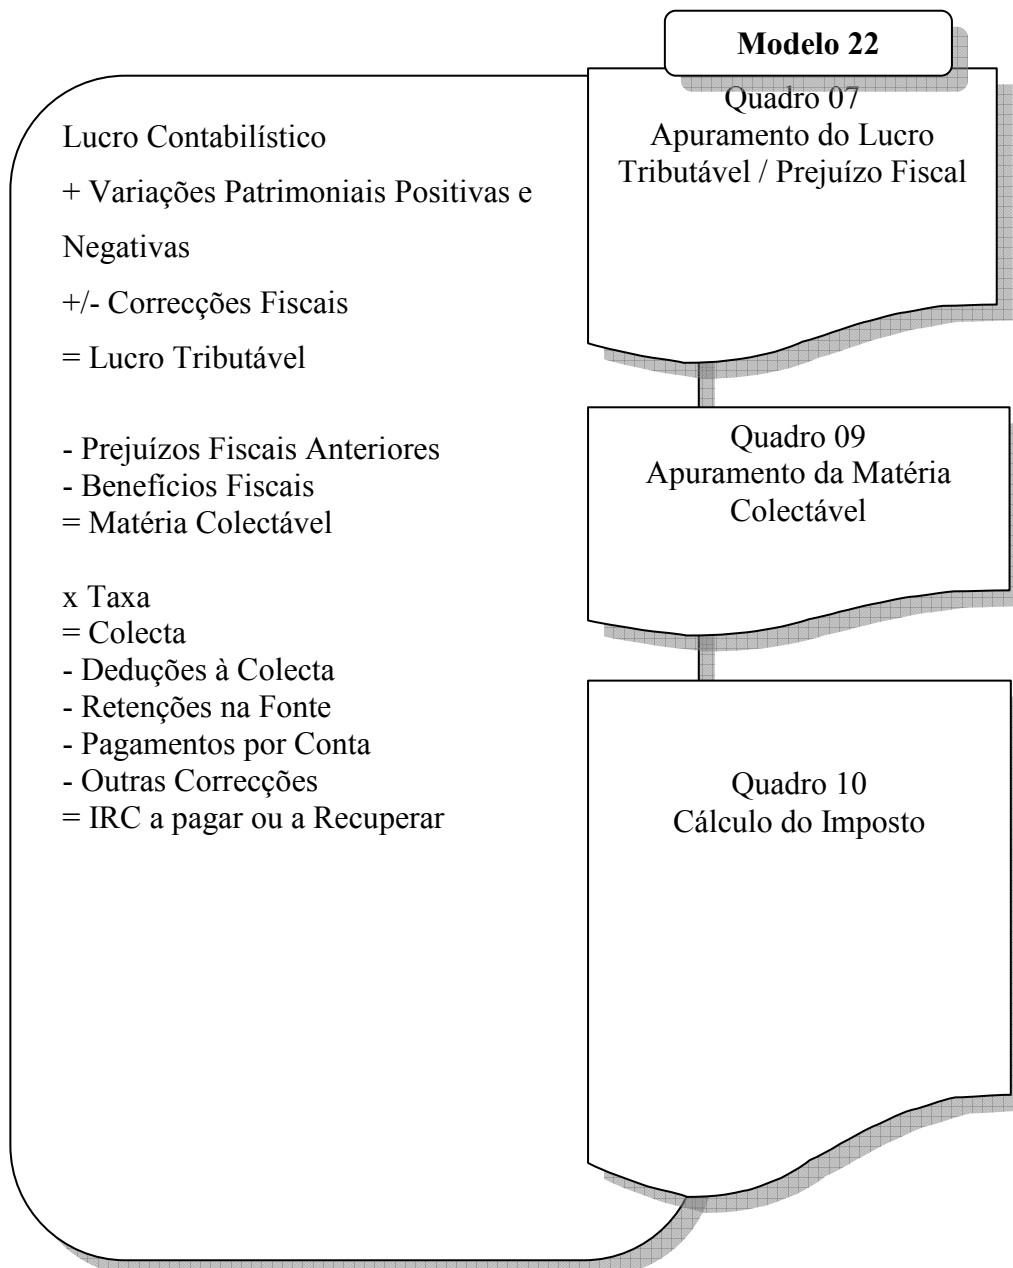 Modelo 22
Lucro Contabilístico
+ Variações Patrimoniais Positivas e
Negativas
+/- Correcções Fiscais
= Lucro Tributável
- Prejuízos Fiscais Anteriores
- Benefícios Fiscais
= Matéria Colectável
x Taxa
= Colecta
- Deduções à Colecta
- Retenções na Fonte
- Pagamentos por Conta
- Outras Correcções
= IRC a pagar ou a Recuperar
Quadro 07
Apuramento do Lucro
Tributável / Prejuízo Fiscal
Quadro 09
Apuramento da Matéria
Colectável
Quadro 10
Cálculo do Imposto